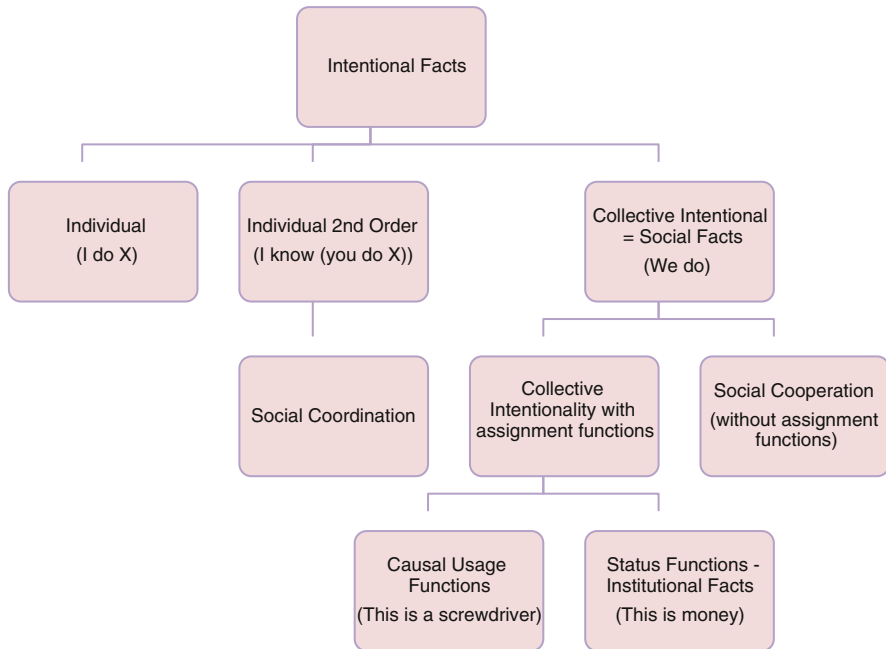 Intentional Facts
Individual
(I do X)
Individual 2nd Order
(I know (you do X))
Collective Intentional
= Social Facts
(We do)
Social Coordination
Collective
Intentionality with
assignment functions
Social Cooperation
(without assignment
functions)
Causal Usage
Functions
(This is a screwdriver)
Status Functions -
Institutional Facts
(This is money)